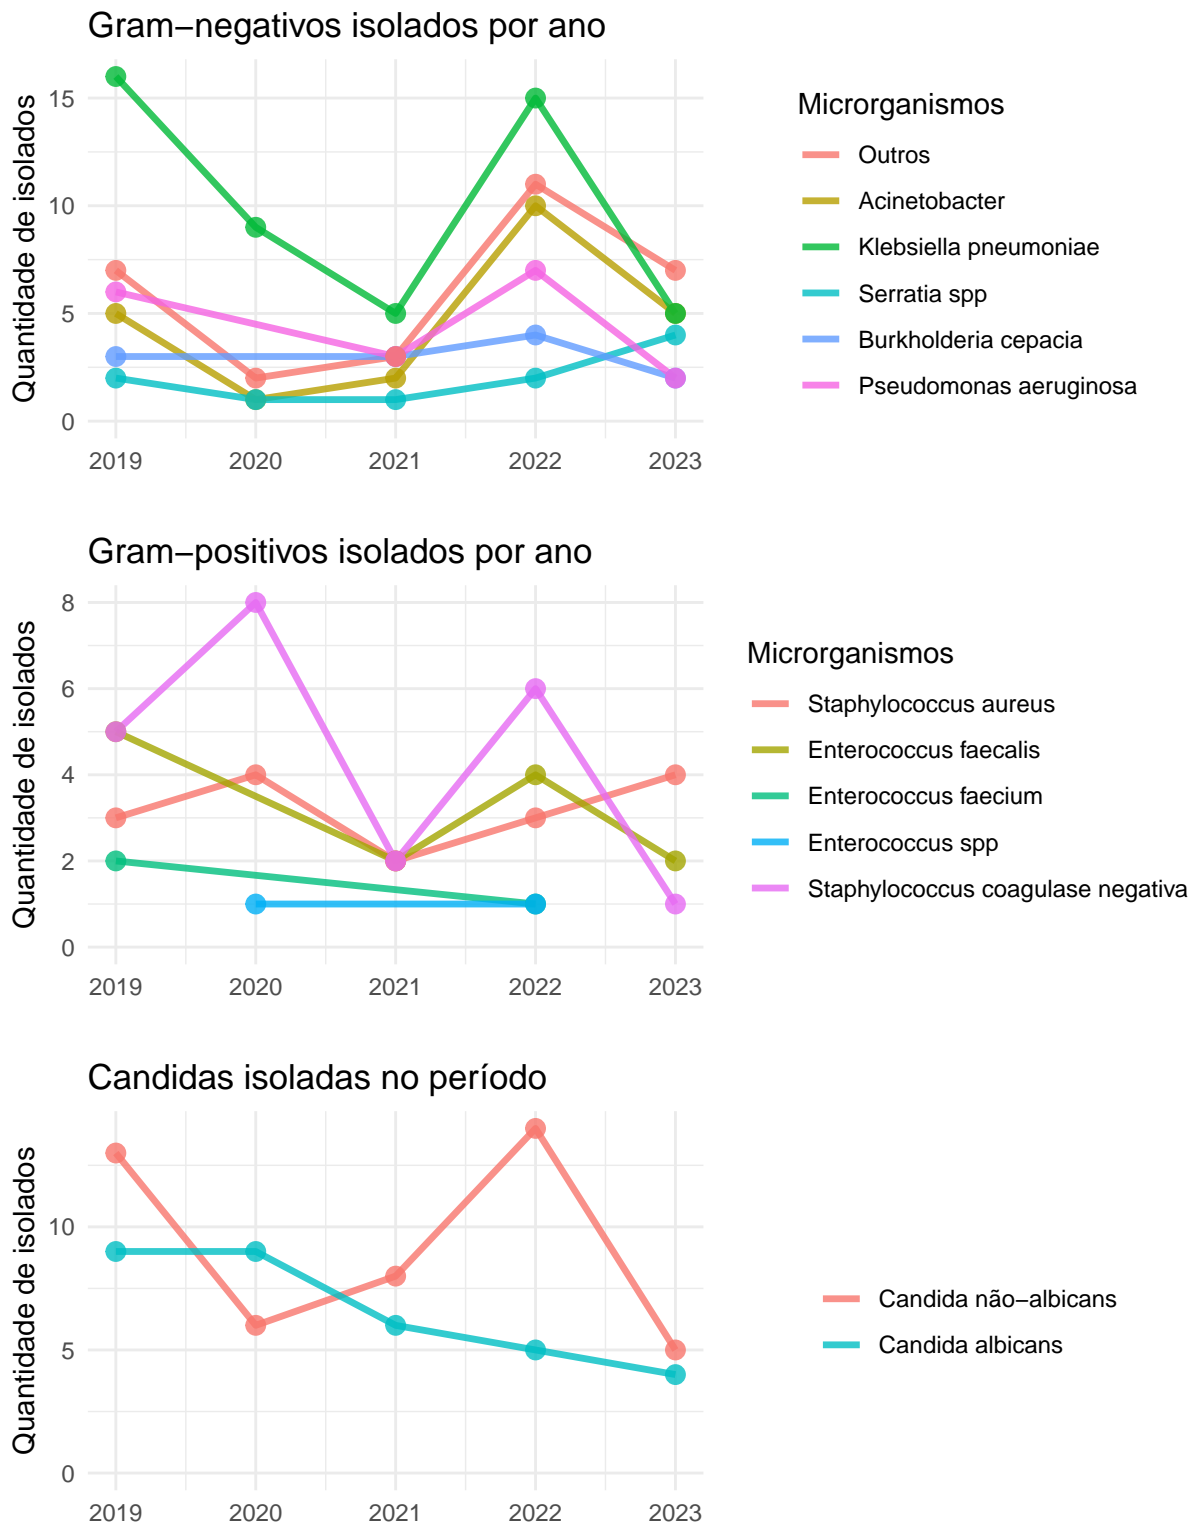 Gram−negativos isolados por ano
Quantidade de isolados
15
10
5
0
2019 2020 2021 2022 2023
Microrganismos
Outros
Acinetobacter
Klebsiella pneumoniae
Serratia spp
Burkholderia cepacia
Pseudomonas aeruginosa
Gram−positivos isolados por ano
Quantidade de isolados
8
6
4
2
0
2019 2020 2021 2022 2023
Microrganismos
Staphylococcus aureus
Enterococcus faecalis
Enterococcus faecium
Enterococcus spp
Staphylococcus coagulase negativa
Candidas isoladas no período
Quantidade de isolados
10
5
0
2019 2020 2021 2022 2023
Candida não−albicans
Candida albicans